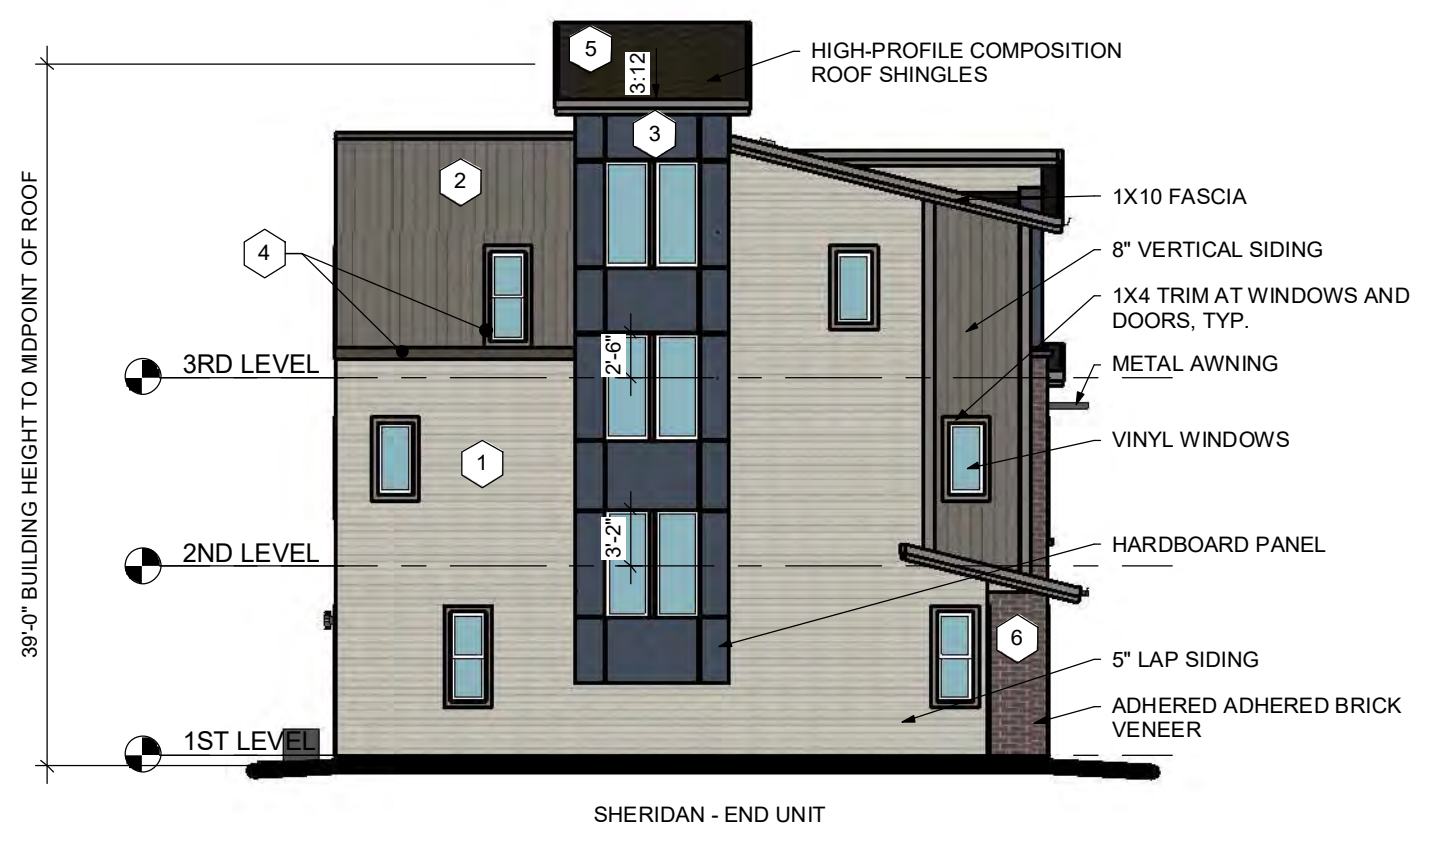 5
3:12
HIGH-PROFILE COMPOSITION
ROOF SHINGLES
3
2
1X10 FASCIA
4
8" VERTICAL SIDING
1X4 TRIM AT WINDOWS AND
DOORS, TYP.
2'-6"
3RD LEVEL
METAL AWNING
39'-0" BUILDING HEIGHT TO MIDPOINT OF ROOF
1
VINYL WINDOWS
3'-2"
2ND LEVEL
HARDBOARD PANEL
6
5" LAP SIDING
ADHERED ADHERED BRICK
VENEER
1ST LEVEL
SHERIDAN - END UNIT